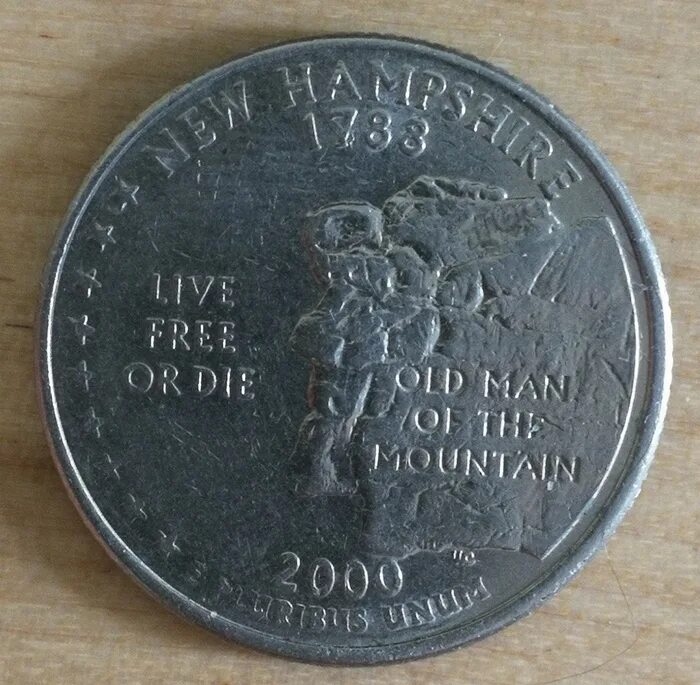 NEW HAMPSHIRE
1788
LIVE
FREE
OR DIE
OLD MAN
OF THE
MOUNTAIN
2000
E PLURIBUS UNUM